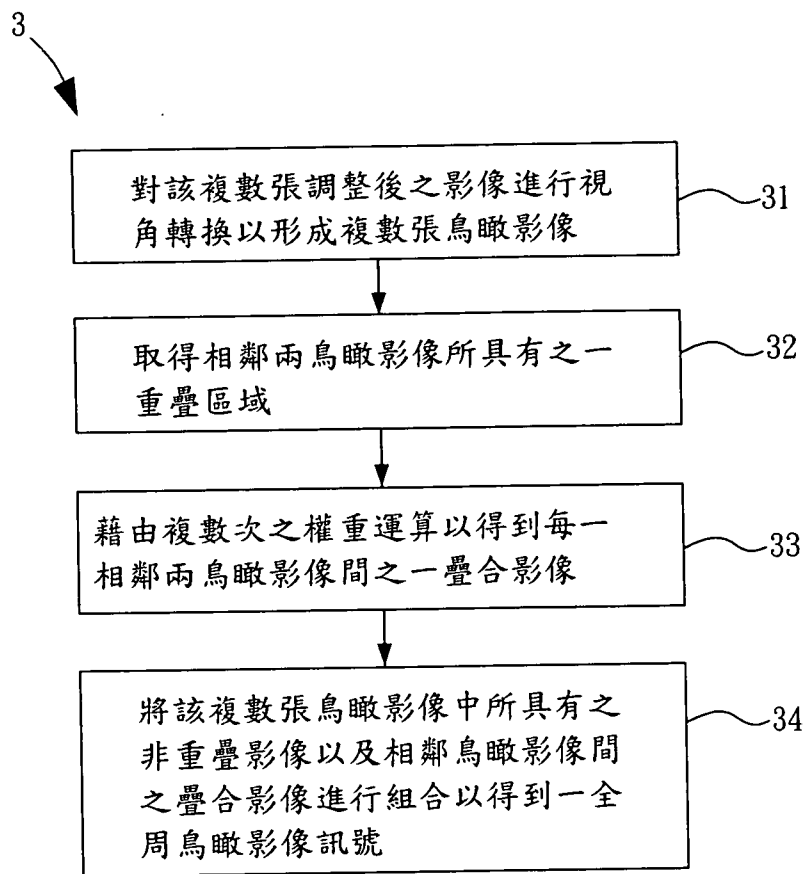 3
對該複數張調整後之影像進行視
角轉換以形成複數張鳥瞰影像
31
取得相鄰兩鳥瞰影像所具有之一
重疊區域
32
藉由複數次之權重運算以得到每一
相鄰兩鳥瞰影像間之一疊合影像
33
將該複數張鳥瞰影像中所具有之
非重疊影像以及相鄰鳥瞰影像間
之疊合影像進行組合以得到一全
周鳥瞰影像訊號
34